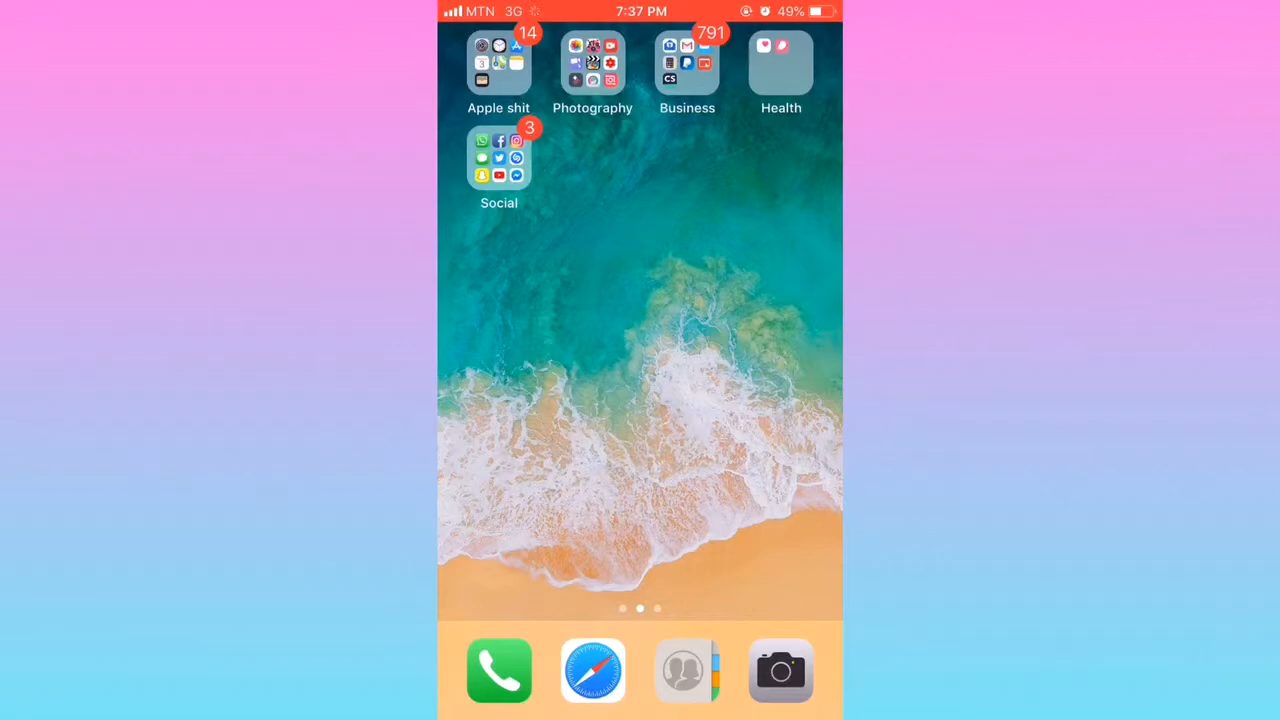 MTN 3G 7:37 PM 49%
14 791
Apple shit Photography Business Health
3
Social